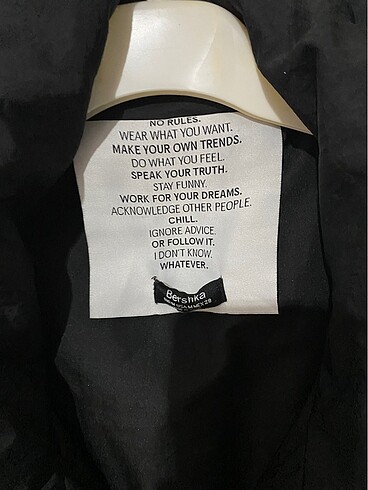 NO RULES.
WEAR WHAT YOU WANT.
MAKE YOUR OWN TRENDS.
DO WHAT YOU FEEL.
SPEAK YOUR TRUTH.
STAY FUNNY.
WORK FOR YOUR DREAMS.
ACKNOWLEDGE OTHER PEOPLE.
CHILL.
IGNORE ADVICE.
OR FOLLOW IT.
I DON'T KNOW.
WHATEVER.
Bershka